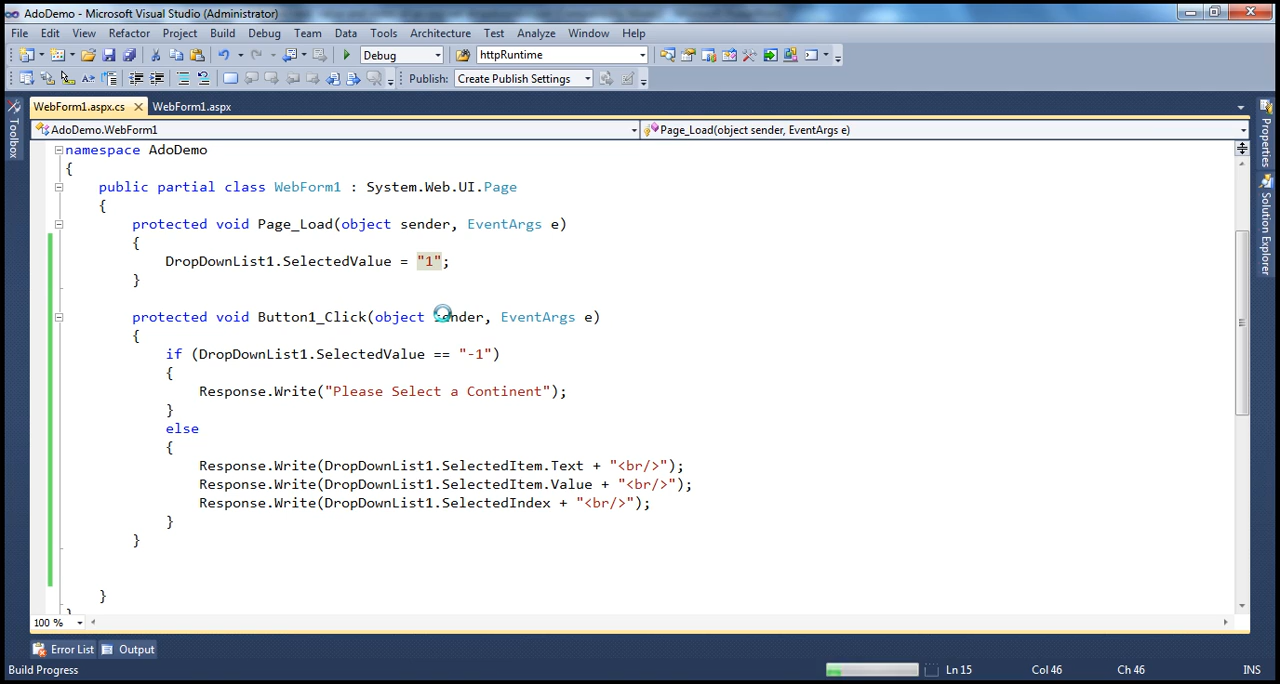 AdoDemo - Microsoft Visual Studio (Administrator)
File Edit View Refactor Project Build Debug Team Data Tools Architecture Test Analyze Window Help
Debug httpRuntime
Publish: Create Publish Settings
WebForm1.aspx.cs WebForm1.aspx
AdoDemo.WebForm1 Page_Load(object sender, EventArgs e)
Toolbox
Properties
Solution Explorer
namespace AdoDemo
{
public partial class WebForm1 : System.Web.UI.Page
{
protected void Page_Load(object sender, EventArgs e)
{
DropDownList1.SelectedValue = "1";
}
protected void Button1_Click(object sender, EventArgs e)
{
if (DropDownList1.SelectedValue == "-1")
{
Response.Write("Please Select a Continent");
}
else
{
Response.Write(DropDownList1.SelectedItem.Text + "<br/>");
Response.Write(DropDownList1.SelectedItem.Value + "<br/>");
Response.Write(DropDownList1.SelectedIndex + "<br/>");
}
}
}
}
100 %
Error List Output
Build Progress Ln 15 Col 46 Ch 46 INS